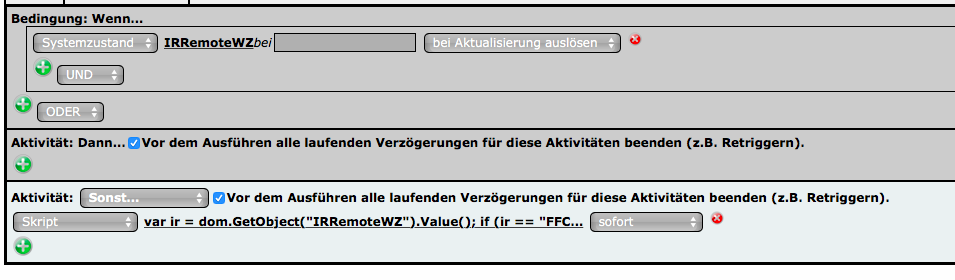 Bedingung: Wenn...
Systemzustand IRRemoteWZ bei bei Aktualisierung auslösen
UND
ODER
Aktivität: Dann... Vor dem Ausführen alle laufenden Verzögerungen für diese Aktivitäten beenden (z.B. Retriggern).
Aktivität: Sonst... Vor dem Ausführen alle laufenden Verzögerungen für diese Aktivitäten beenden (z.B. Retriggern).
Skript var ir = dom.GetObject("IRRemoteWZ").Value(); if (ir == "FFC... sofort